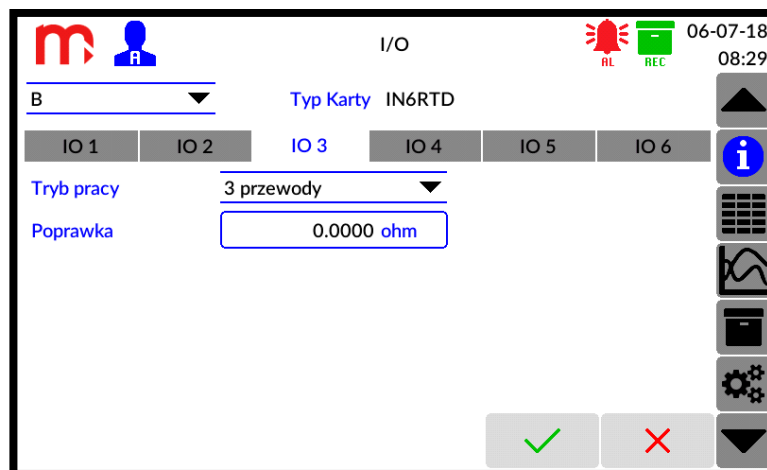 I/O
06-07-18
08:29
A
AL
REC
B
Typ Karty IN6RTD
IO 1 IO 2 IO 3 IO 4 IO 5 IO 6
Tryb pracy 3 przewody
Poprawka 0.0000 ohm